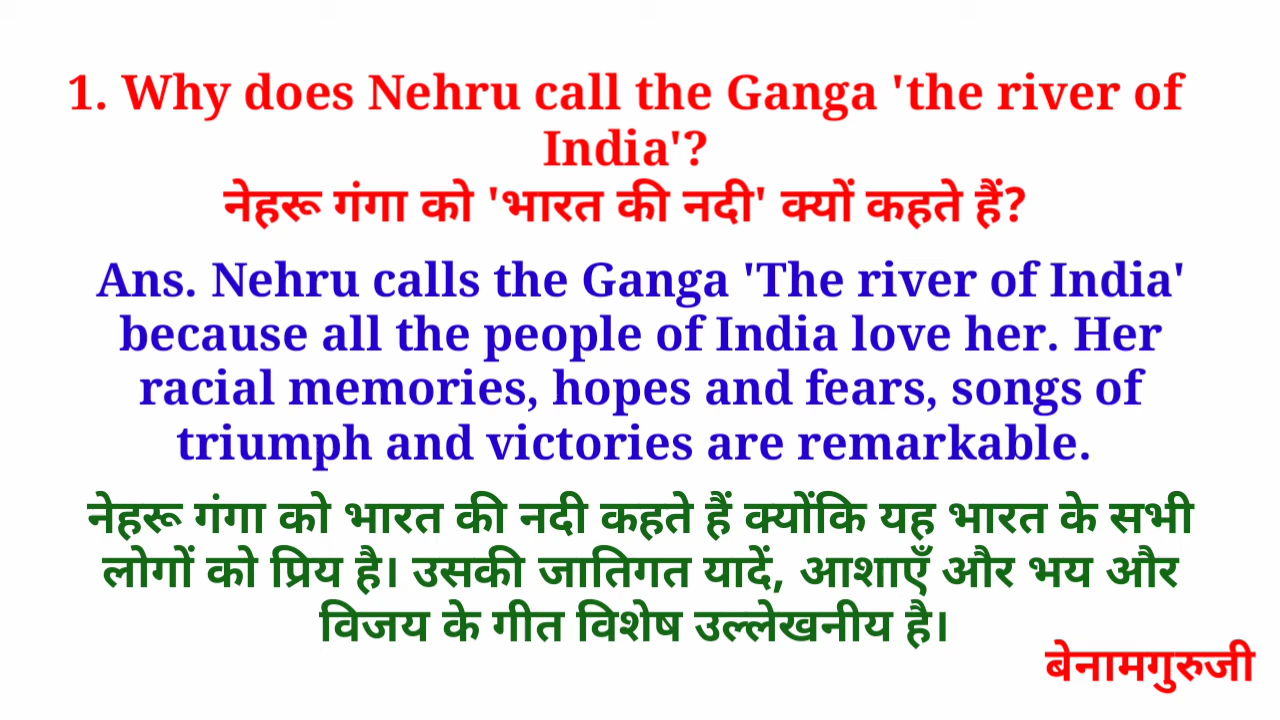 1. Why does Nehru call the Ganga 'the river of
India'?
नेहरू गंगा को 'भारत की नदी' क्यों कहते हैं?
Ans. Nehru calls the Ganga 'The river of India'
because all the people of India love her. Her
racial memories, hopes and fears, songs of
triumph and victories are remarkable.
नेहरू गंगा को भारत की नदी कहते हैं क्योंकि यह भारत के सभी
लोगों को प्रिय है। उसकी जातिगत यादें, आशाएँ और भय और
विजय के गीत विशेष उल्लेखनीय है।
बेनामगुरुजी